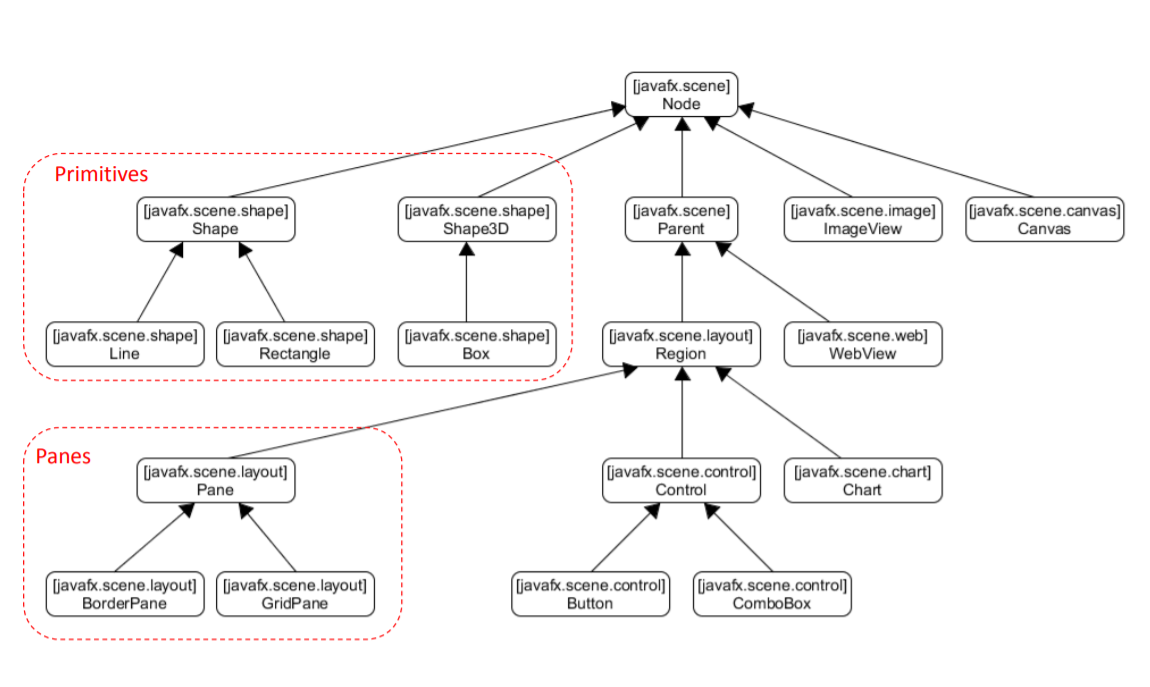 [javafx.scene]
Node
Primitives
[javafx.scene.shape]
Shape
[javafx.scene.shape]
Shape3D
[javafx.scene]
Parent
[javafx.scene.image]
ImageView
[javafx.scene.canvas]
Canvas
[javafx.scene.shape]
Line
[javafx.scene.shape]
Rectangle
[javafx.scene.shape]
Box
[javafx.scene.layout]
Region
[javafx.scene.web]
WebView
Panes
[javafx.scene.layout]
Pane
[javafx.scene.control]
Control
[javafx.scene.chart]
Chart
[javafx.scene.layout]
BorderPane
[javafx.scene.layout]
GridPane
[javafx.scene.control]
Button
[javafx.scene.control]
ComboBox